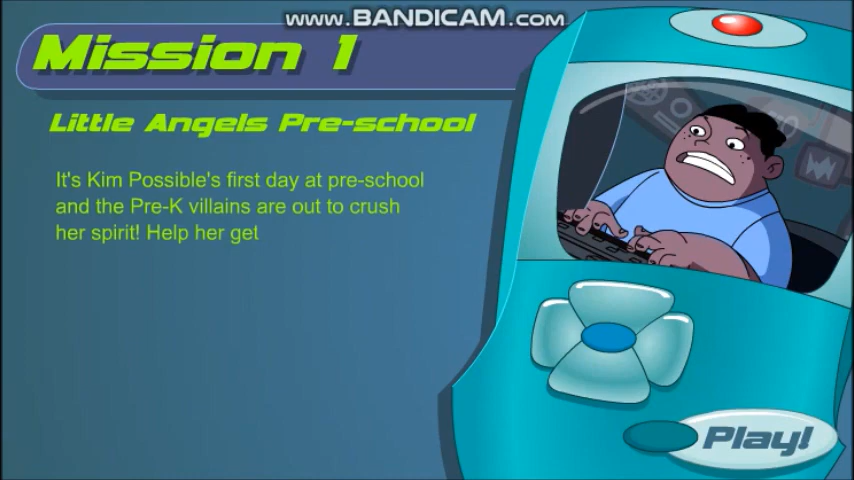 www.BANDICAM.com
Mission 1
Little Angels Pre-school
It's Kim Possible's first day at pre-school
and the Pre-K villains are out to crush
her spirit! Help her get
Play!